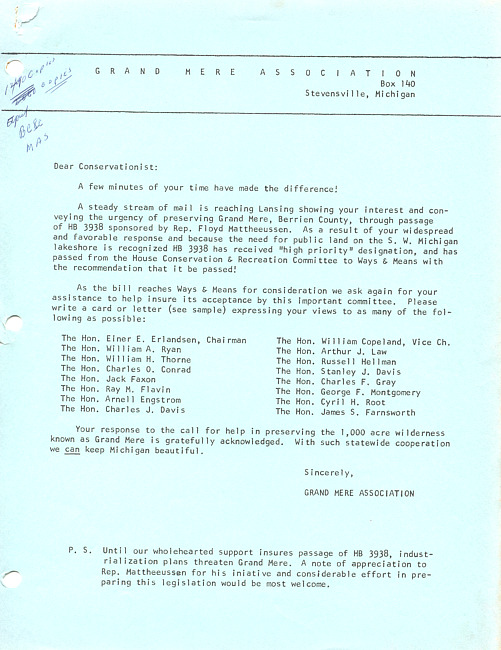 copies
copies
BC&C
MAS
GRAND MERE ASSOCIATION
Box 140
Stevensville, Michigan
Dear Conservationist:
A few minutes of your time have made the difference!
A steady stream of mail is reaching Lansing showing your interest and con-
veying the urgency of preserving Grand Mere, Berrien County, through passage
of HB 3938 sponsored by Rep. Floyd Mattheeussen. As a result of your widespread
and favorable response and because the need for public land on the S. W. Michigan
lakeshore is recognized HB 3938 has received "high priority" designation, and has
passed from the House Conservation & Recreation Committee to Ways & Means with
the recommendation that it be passed!
As the bill reaches Ways & Means for consideration we ask again for your
assistance to help insure its acceptance by this important committee. Please
write a card or letter (see sample) expressing your views to as many of the fol-
lowing as possible:
The Hon. Einer E. Erlandsen, Chairman
The Hon. William A. Ryan
The Hon. William H. Thorne
The Hon. Charles O. Conrad
The Hon. Jack Faxon
The Hon. Ray M. Flavin
The Hon. Arnell Engstrom
The Hon. Charles J. Davis
The Hon. William Copeland, Vice Ch.
The Hon. Arthur J. Law
The Hon. Russell Hellman
The Hon. Stanley J. Davis
The Hon. Charles F. Gray
The Hon. George F. Montgomery
The Hon. Cyril H. Root
The Hon. James S. Farnsworth
Your response to the call for help in preserving the 1,000 acre wilderness
known as Grand Mere is gratefully acknowledged. With such statewide cooperation
we can keep Michigan beautiful.
Sincerely,
GRAND MERE ASSOCIATION
P. S. Until our wholehearted support insures passage of HB 3938, indust-
rialization plans threaten Grand Mere. A note of appreciation to
Rep. Mattheeussen for his iniative and considerable effort in pre-
paring this legislation would be most welcome.